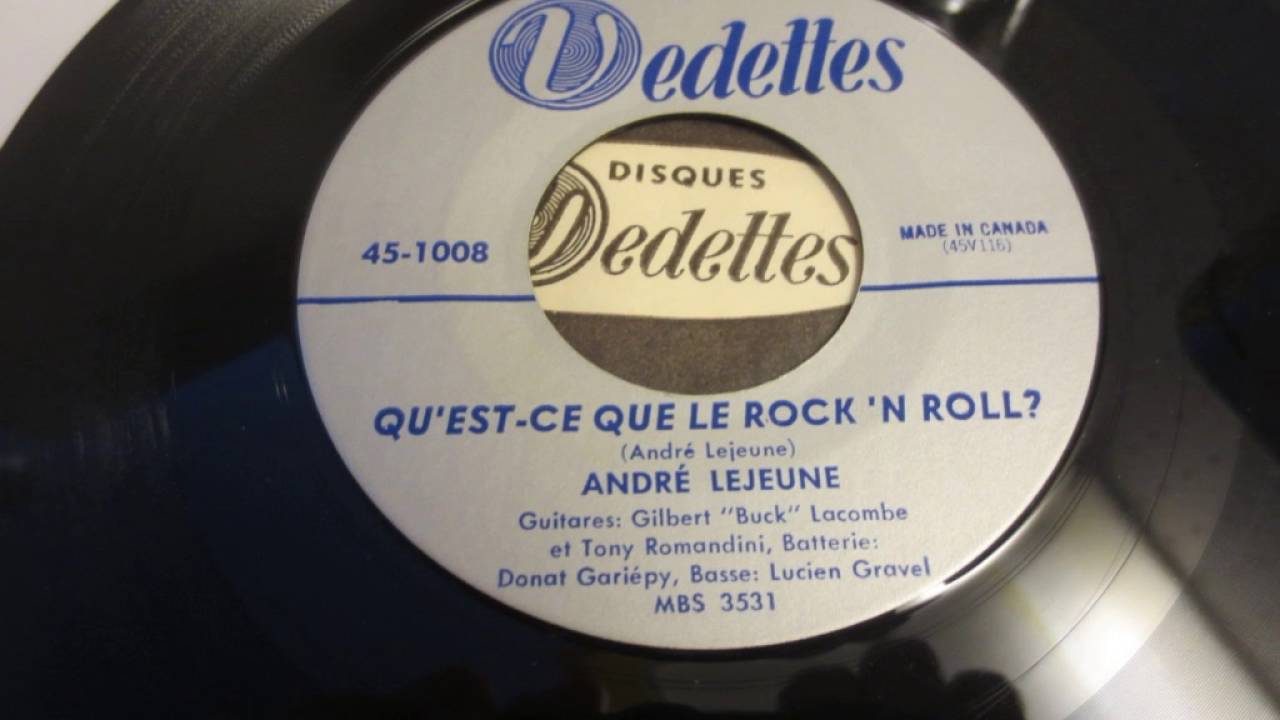 Vedettes
DISQUES
Vedettes
45-1008
MADE IN CANADA
(45V116)
QU'EST-CE QUE LE ROCK 'N ROLL?
(André Lejeune)
ANDRÉ LEJEUNE
Guitares: Gilbert "Buck" Lacombe
et Tony Romandini, Batterie:
Donat Gariépy, Basse: Lucien Gravel
MBS 3531